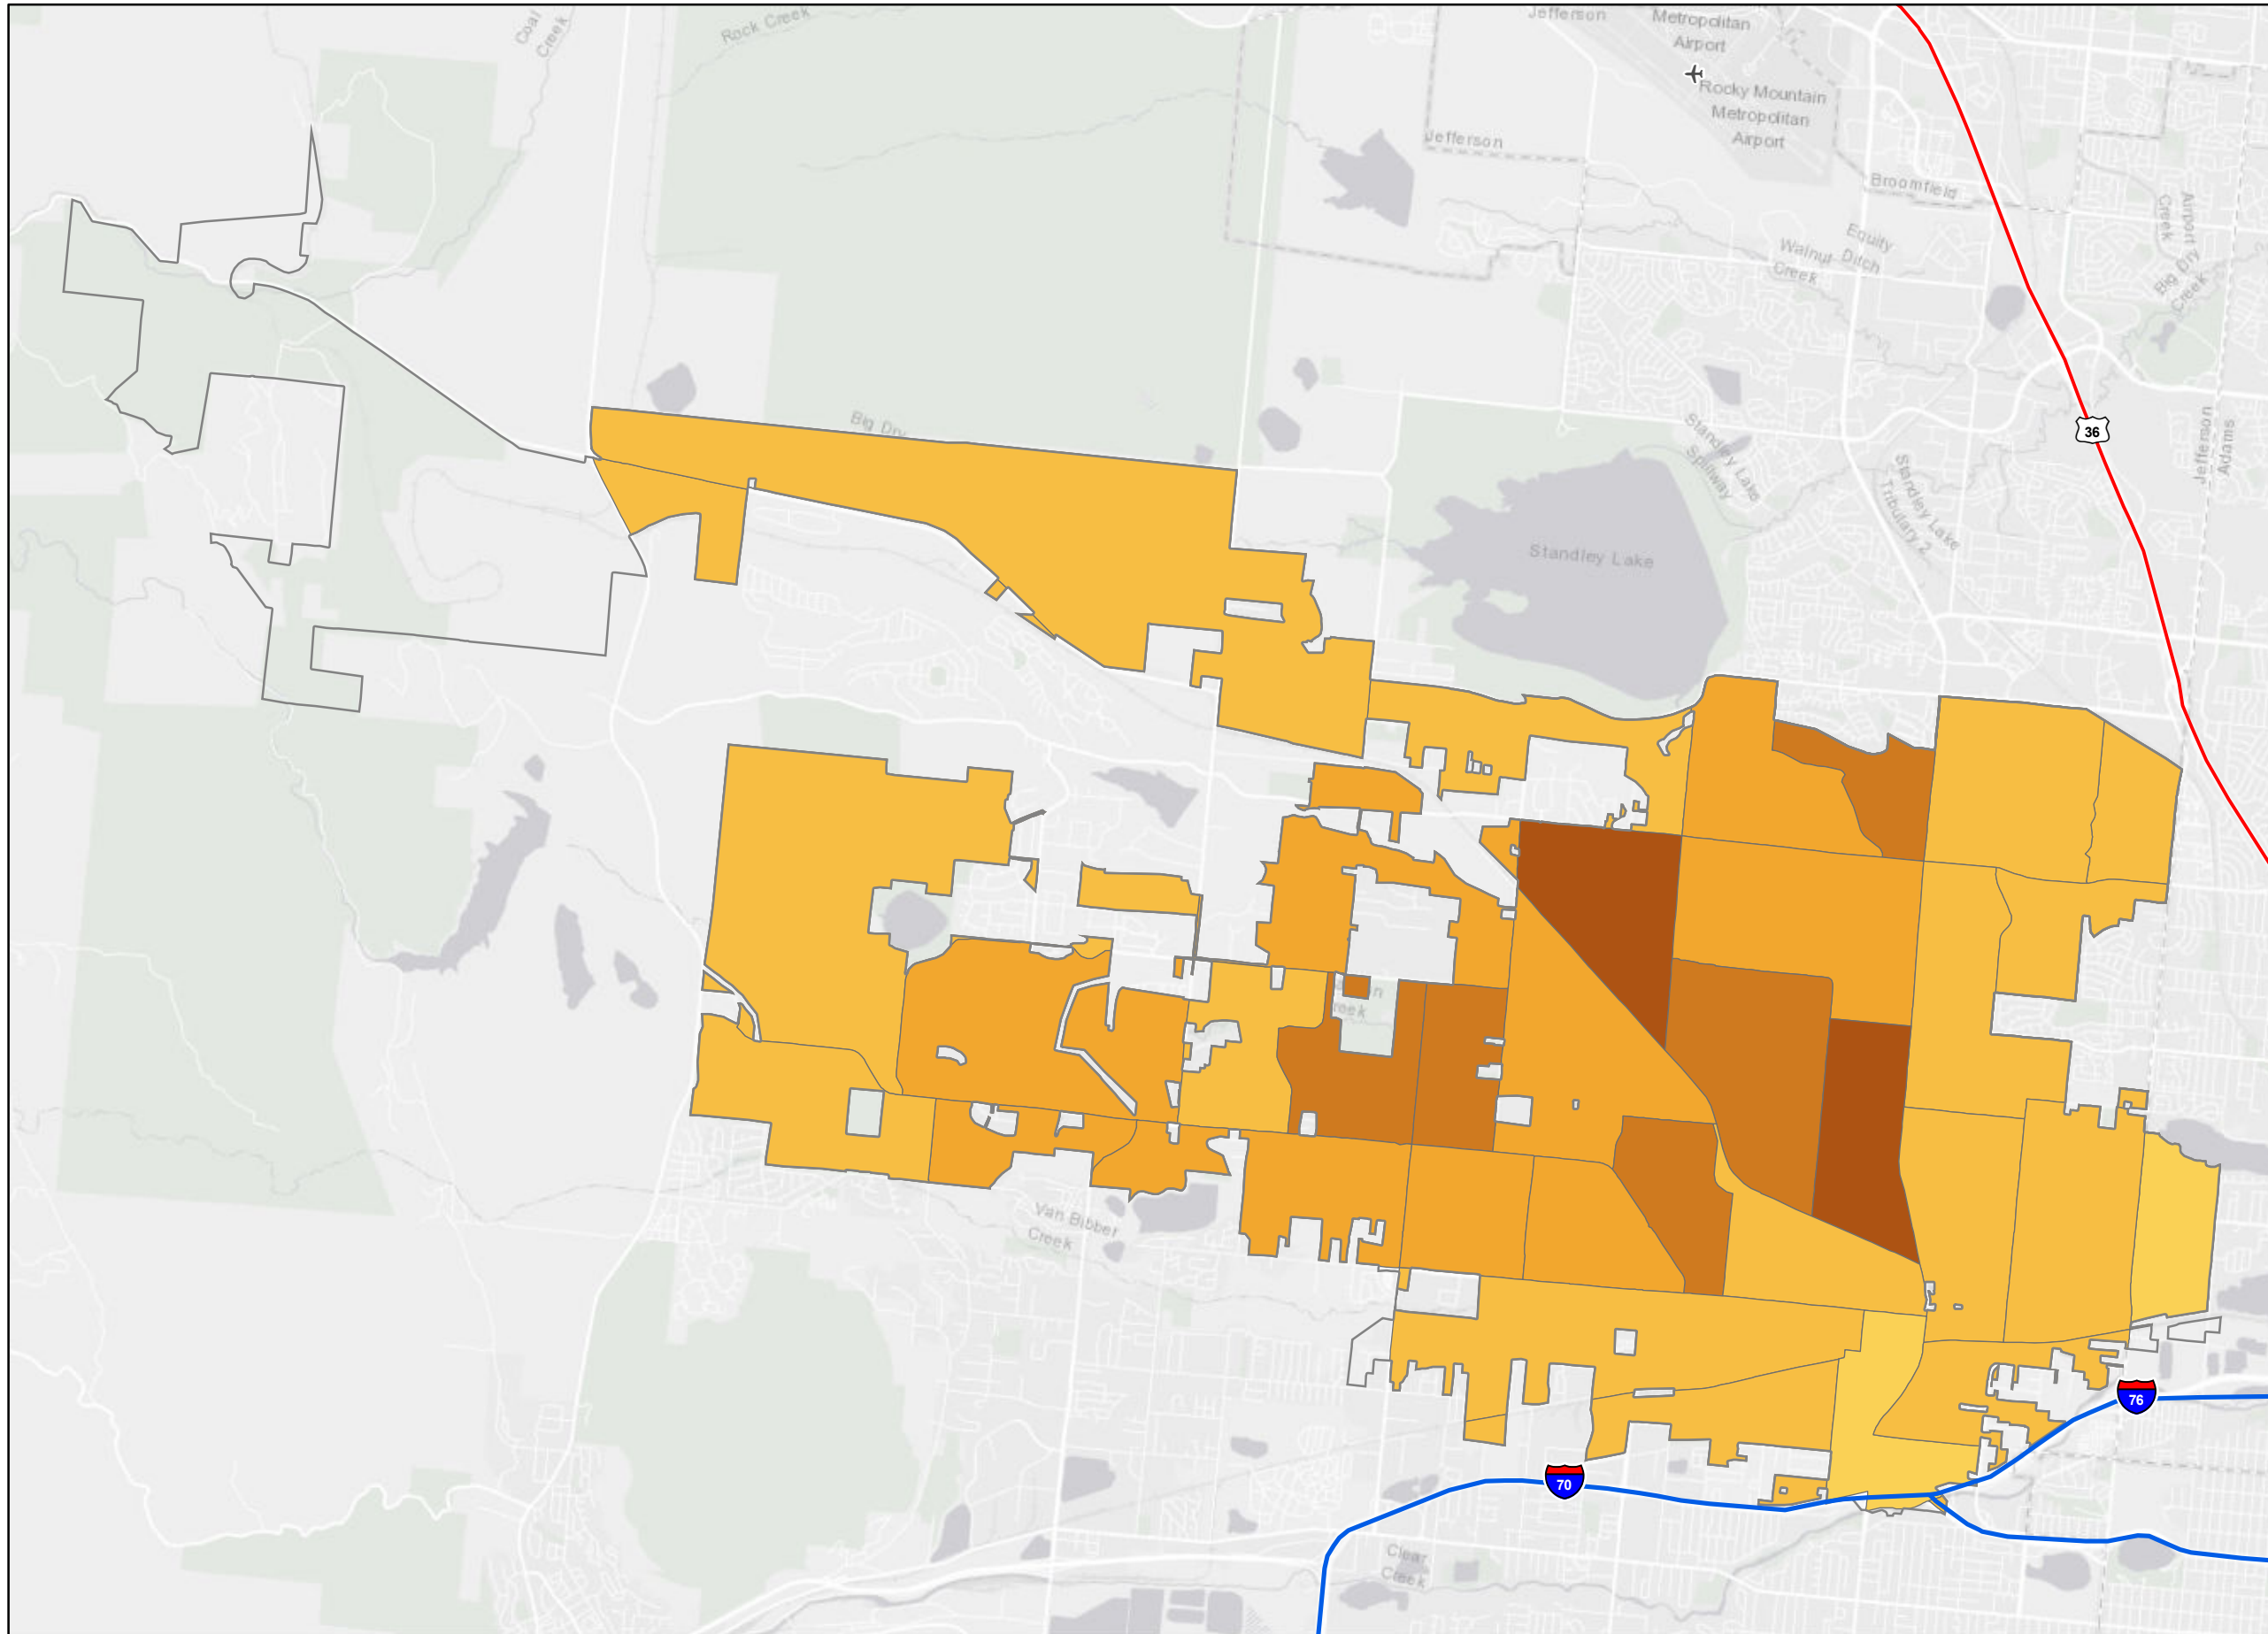 Coal
Creek
Rock Creek
Jefferson
Metropolitan
Airport
Rocky Mountain
Metropolitan
Airport
Jefferson
Broomfield
Airport
Creek
Equity
Ditch
Walnut
Creek
Big Dry
Creek
Big Dry
Standley Lake
Spillway
Standley Lake
Tributary 2
Jefferson
Adams
36
Standley Lake
Van Bibber
Creek
76
70
Clear
Creek